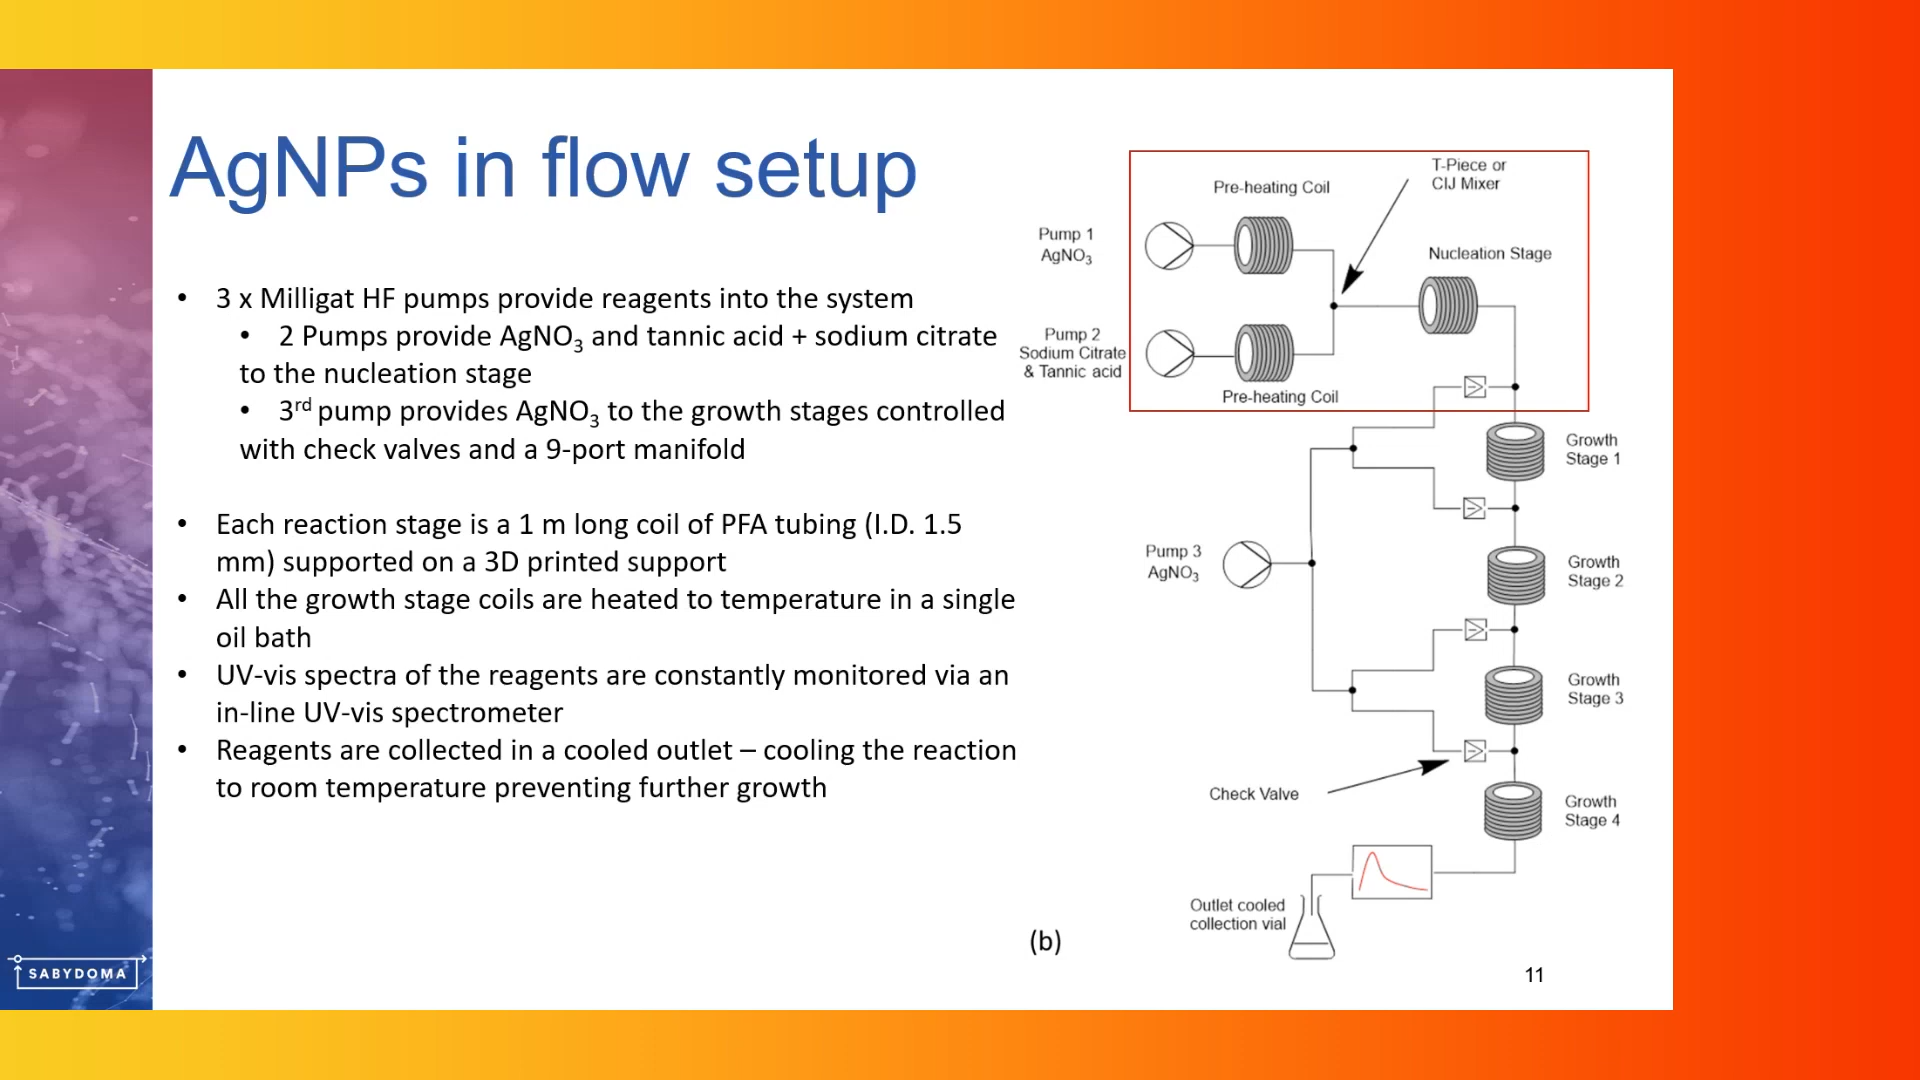 AgNPs in flow setup
• 3 x Milligat HF pumps provide reagents into the system
• 2 Pumps provide AgNO₃ and tannic acid + sodium citrate
to the nucleation stage
• 3ʳᵈ pump provides AgNO₃ to the growth stages controlled
with check valves and a 9-port manifold
• Each reaction stage is a 1 m long coil of PFA tubing (I.D. 1.5
mm) supported on a 3D printed support
• All the growth stage coils are heated to temperature in a single
oil bath
• UV-vis spectra of the reagents are constantly monitored via an
in-line UV-vis spectrometer
• Reagents are collected in a cooled outlet – cooling the reaction
to room temperature preventing further growth
T-Piece or
CIJ Mixer
Pre-heating Coil
Pump 1
AgNO₃
Nucleation Stage
Pump 2
Sodium Citrate
& Tannic acid
Pre-heating Coil
Growth
Stage 1
Pump 3
AgNO₃
Growth
Stage 2
Growth
Stage 3
Check Valve
Growth
Stage 4
Outlet cooled
collection vial
(b)
11
SABYDOMA